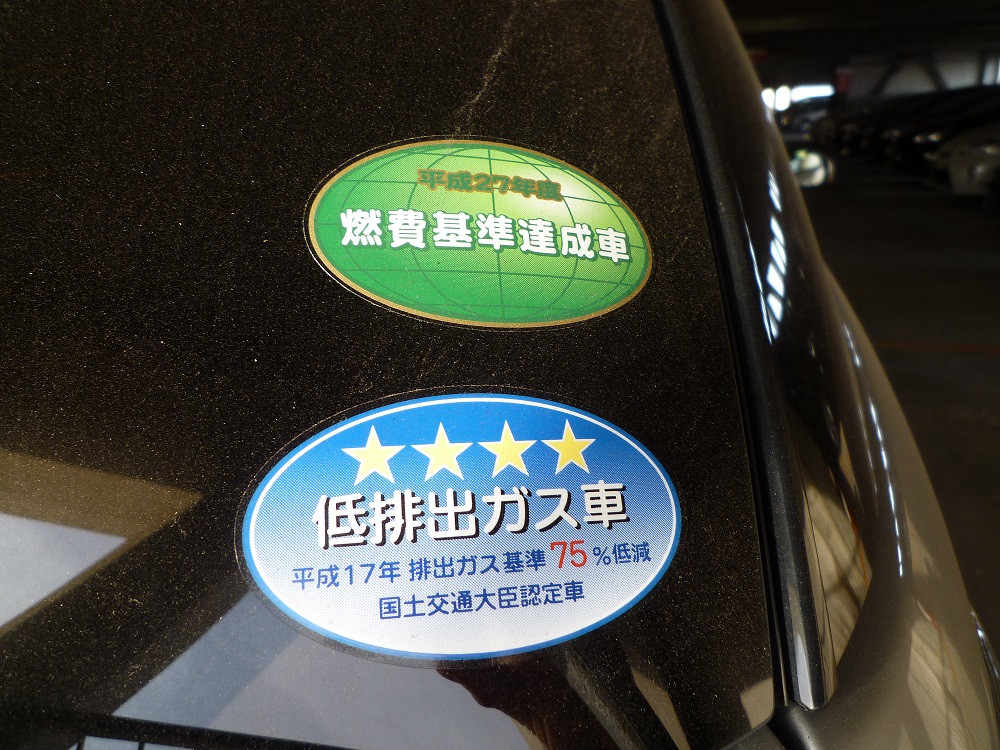 平成27年度
燃費基準達成車
低排出ガス車
平成17年 排出ガス基準 75%低減
国土交通大臣認定車